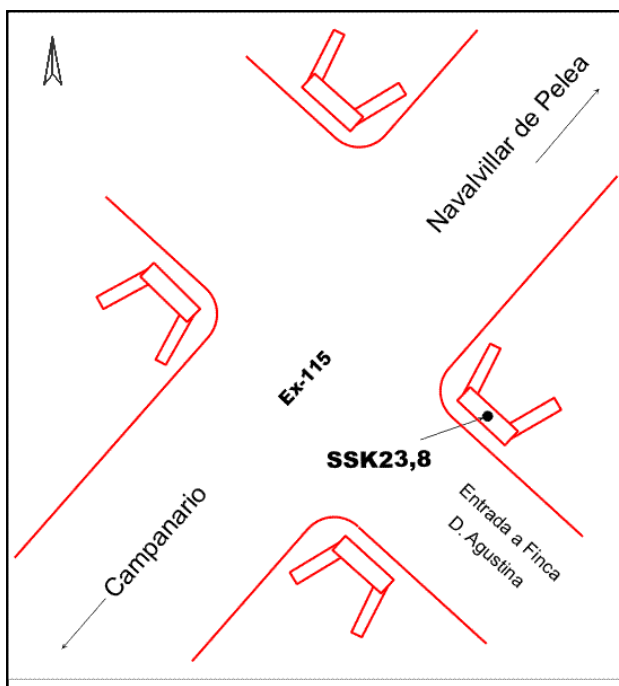 Navalvillar de Pelea
Ex-115
SSK23,8
Campanario
Entrada a Finca
D. Agustina